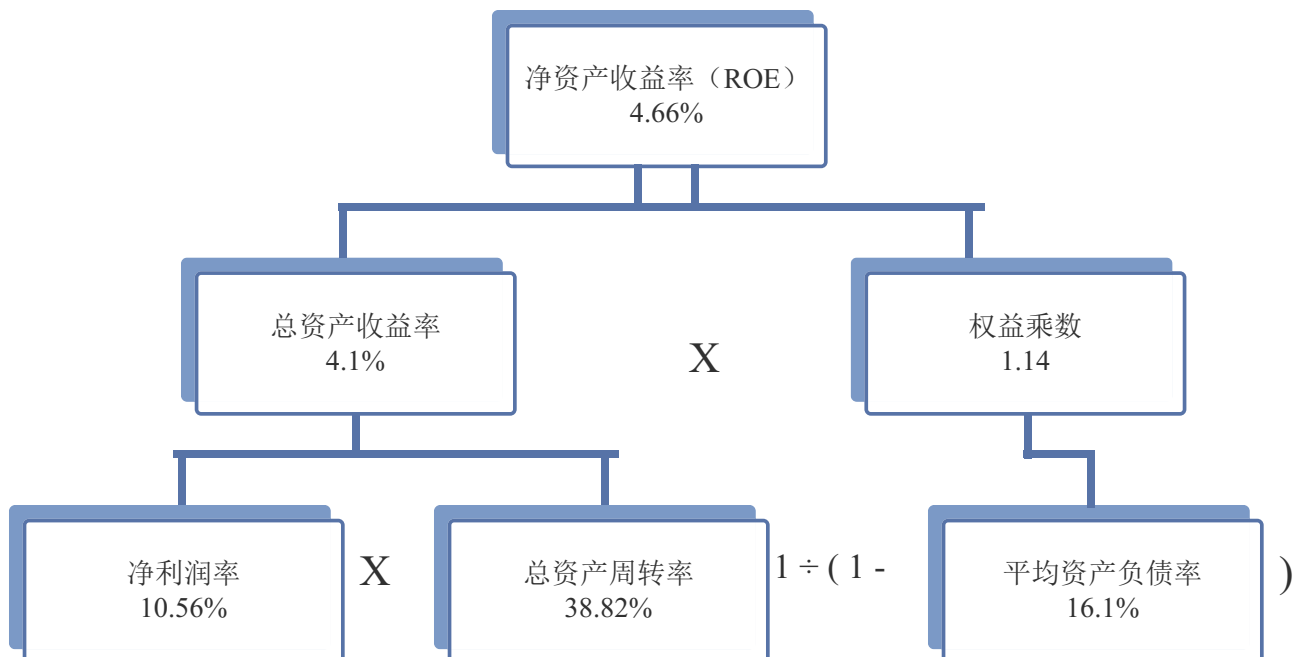 净资产收益率（ROE）
4.66%
总资产收益率
4.1%
X
权益乘数
1.14
净利润率
10.56%
X
总资产周转率
38.82%
1 ÷ ( 1 -
平均资产负债率
16.1%
)